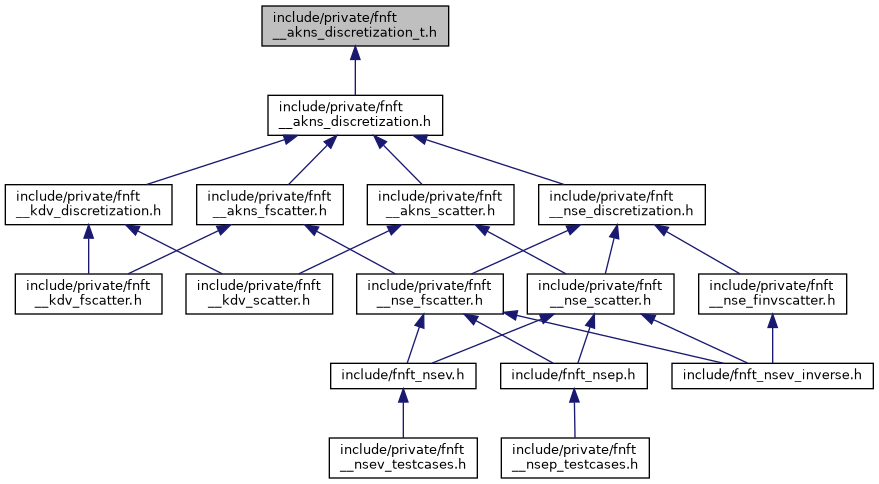 include/private/fnft
__akns_discretization_t.h
include/private/fnft
__akns_discretization.h
include/private/fnft
__kdv_discretization.h
include/private/fnft
__akns_fscatter.h
include/private/fnft
__akns_scatter.h
include/private/fnft
__nse_discretization.h
include/private/fnft
__kdv_fscatter.h
include/private/fnft
__kdv_scatter.h
include/private/fnft
__nse_fscatter.h
include/private/fnft
__nse_scatter.h
include/private/fnft
__nse_finvscatter.h
include/fnft_nsev.h
include/fnft_nsep.h
include/fnft_nsev_inverse.h
include/private/fnft
__nsev_testcases.h
include/private/fnft
__nsep_testcases.h